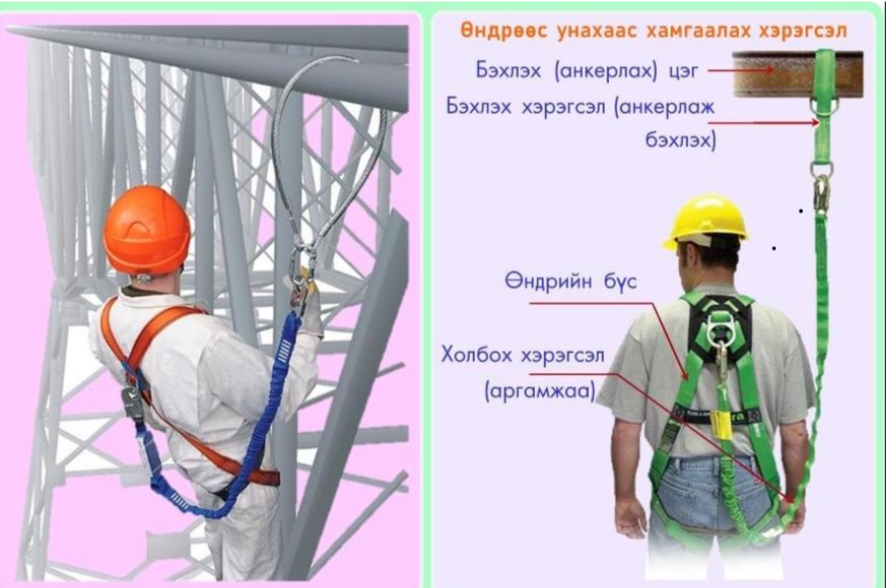 Өндрөөс унахаас хамгаалах хэрэгсэл
Бэхлэх (анкерлах) цэг
Бэхлэх хэрэгсэл (анкерлаж
бэхлэх)
Өндрийн бүс
Холбох хэрэгсэл
(аргамжаа)